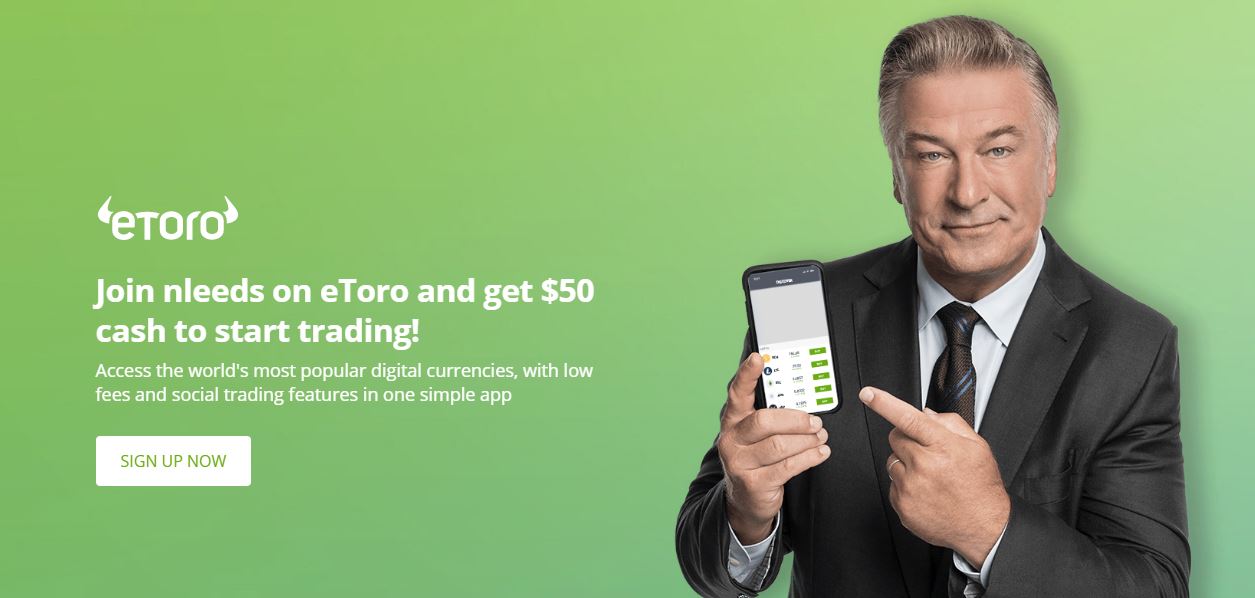 eToro
Join nleeds on eToro and get $50
cash to start trading!
Access the world's most popular digital currencies, with low
fees and social trading features in one simple app
SIGN UP NOW